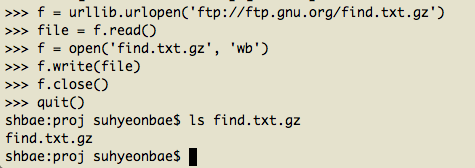 >>> f = urllib.urlopen('ftp://ftp.gnu.org/find.txt.gz')
>>> file = f.read()
>>> f = open('find.txt.gz', 'wb')
>>> f.write(file)
>>> f.close()
>>> quit()
shbae:proj suhyeonbae$ ls find.txt.gz
find.txt.gz
shbae:proj suhyeonbae$